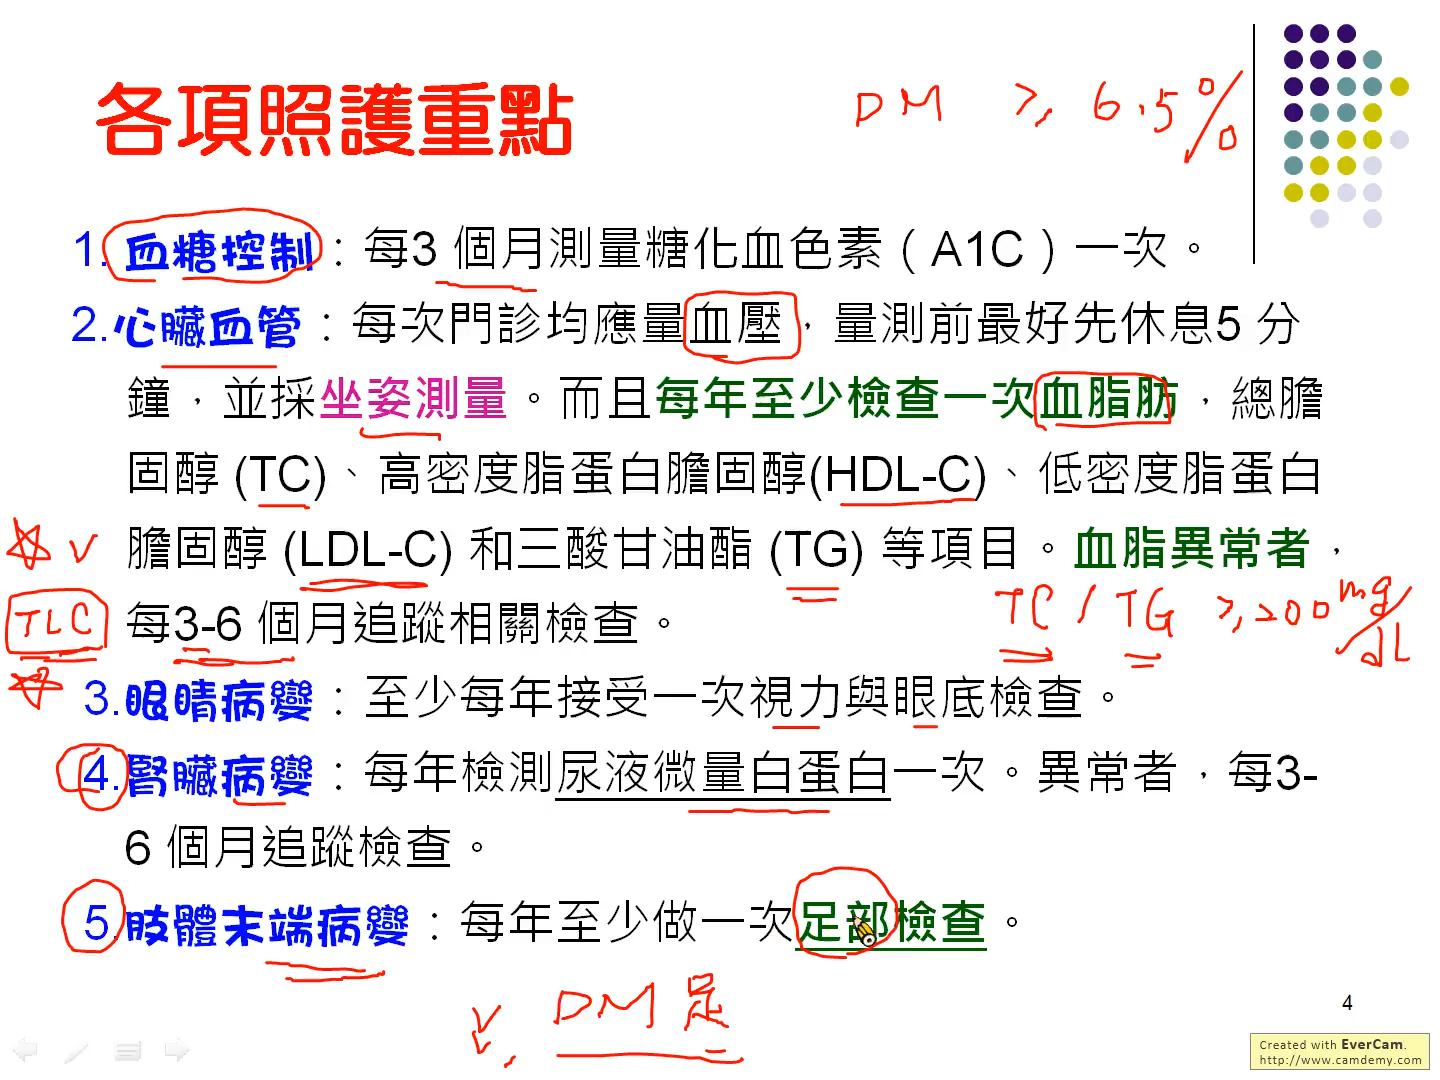 各項照護重點
DM ≥ 6.5%
1. 血糖控制：每3 個月測量糖化血色素（A1C）一次。
2.心臟血管：每次門診均應量血壓，量測前最好先休息5 分
鐘，並採坐姿測量。而且每年至少檢查一次血脂肪，總膽
固醇 (TC)、高密度脂蛋白膽固醇(HDL-C)、低密度脂蛋白
膽固醇 (LDL-C) 和三酸甘油酯 (TG) 等項目。血脂異常者，
TLC 每3-6 個月追蹤相關檢查。
TC / TG ≥200 mg/dL
3.眼睛病變：至少每年接受一次視力與眼底檢查。
4.腎臟病變：每年檢測尿液微量白蛋白一次。異常者，每3-
6 個月追蹤檢查。
5.肢體末端病變：每年至少做一次足部檢查。
DM 足
4
Created with EverCam.
http://www.camdemy.com